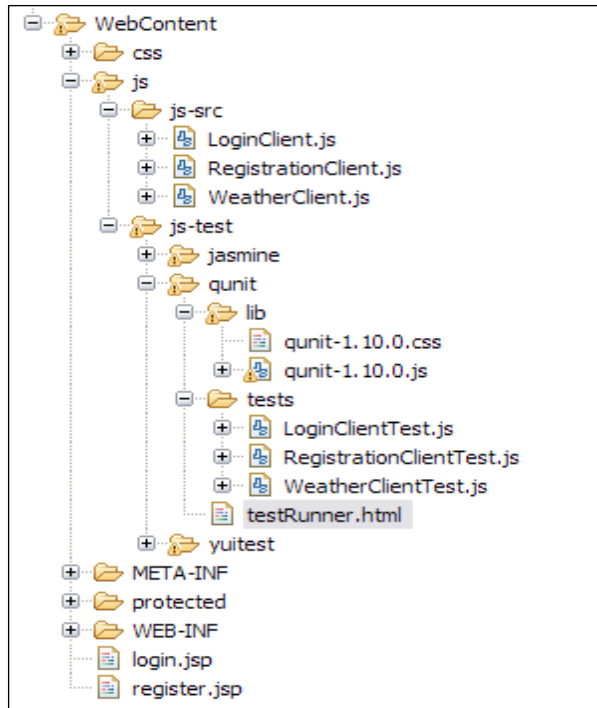 WebContent
css
js
js-src
LoginClient.js
RegistrationClient.js
WeatherClient.js
js-test
jasmine
qunit
lib
qunit-1.10.0.css
qunit-1.10.0.js
tests
LoginClientTest.js
RegistrationClientTest.js
WeatherClientTest.js
testRunner.html
yuitest
META-INF
protected
WEB-INF
login.jsp
register.jsp